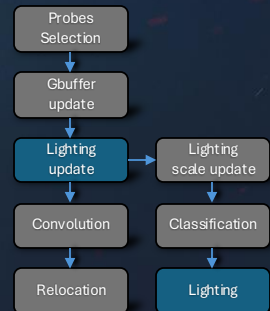 Probes
Selection
Gbuffer
update
Lighting
update
Lighting
scale update
Convolution
Classification
Relocation
Lighting